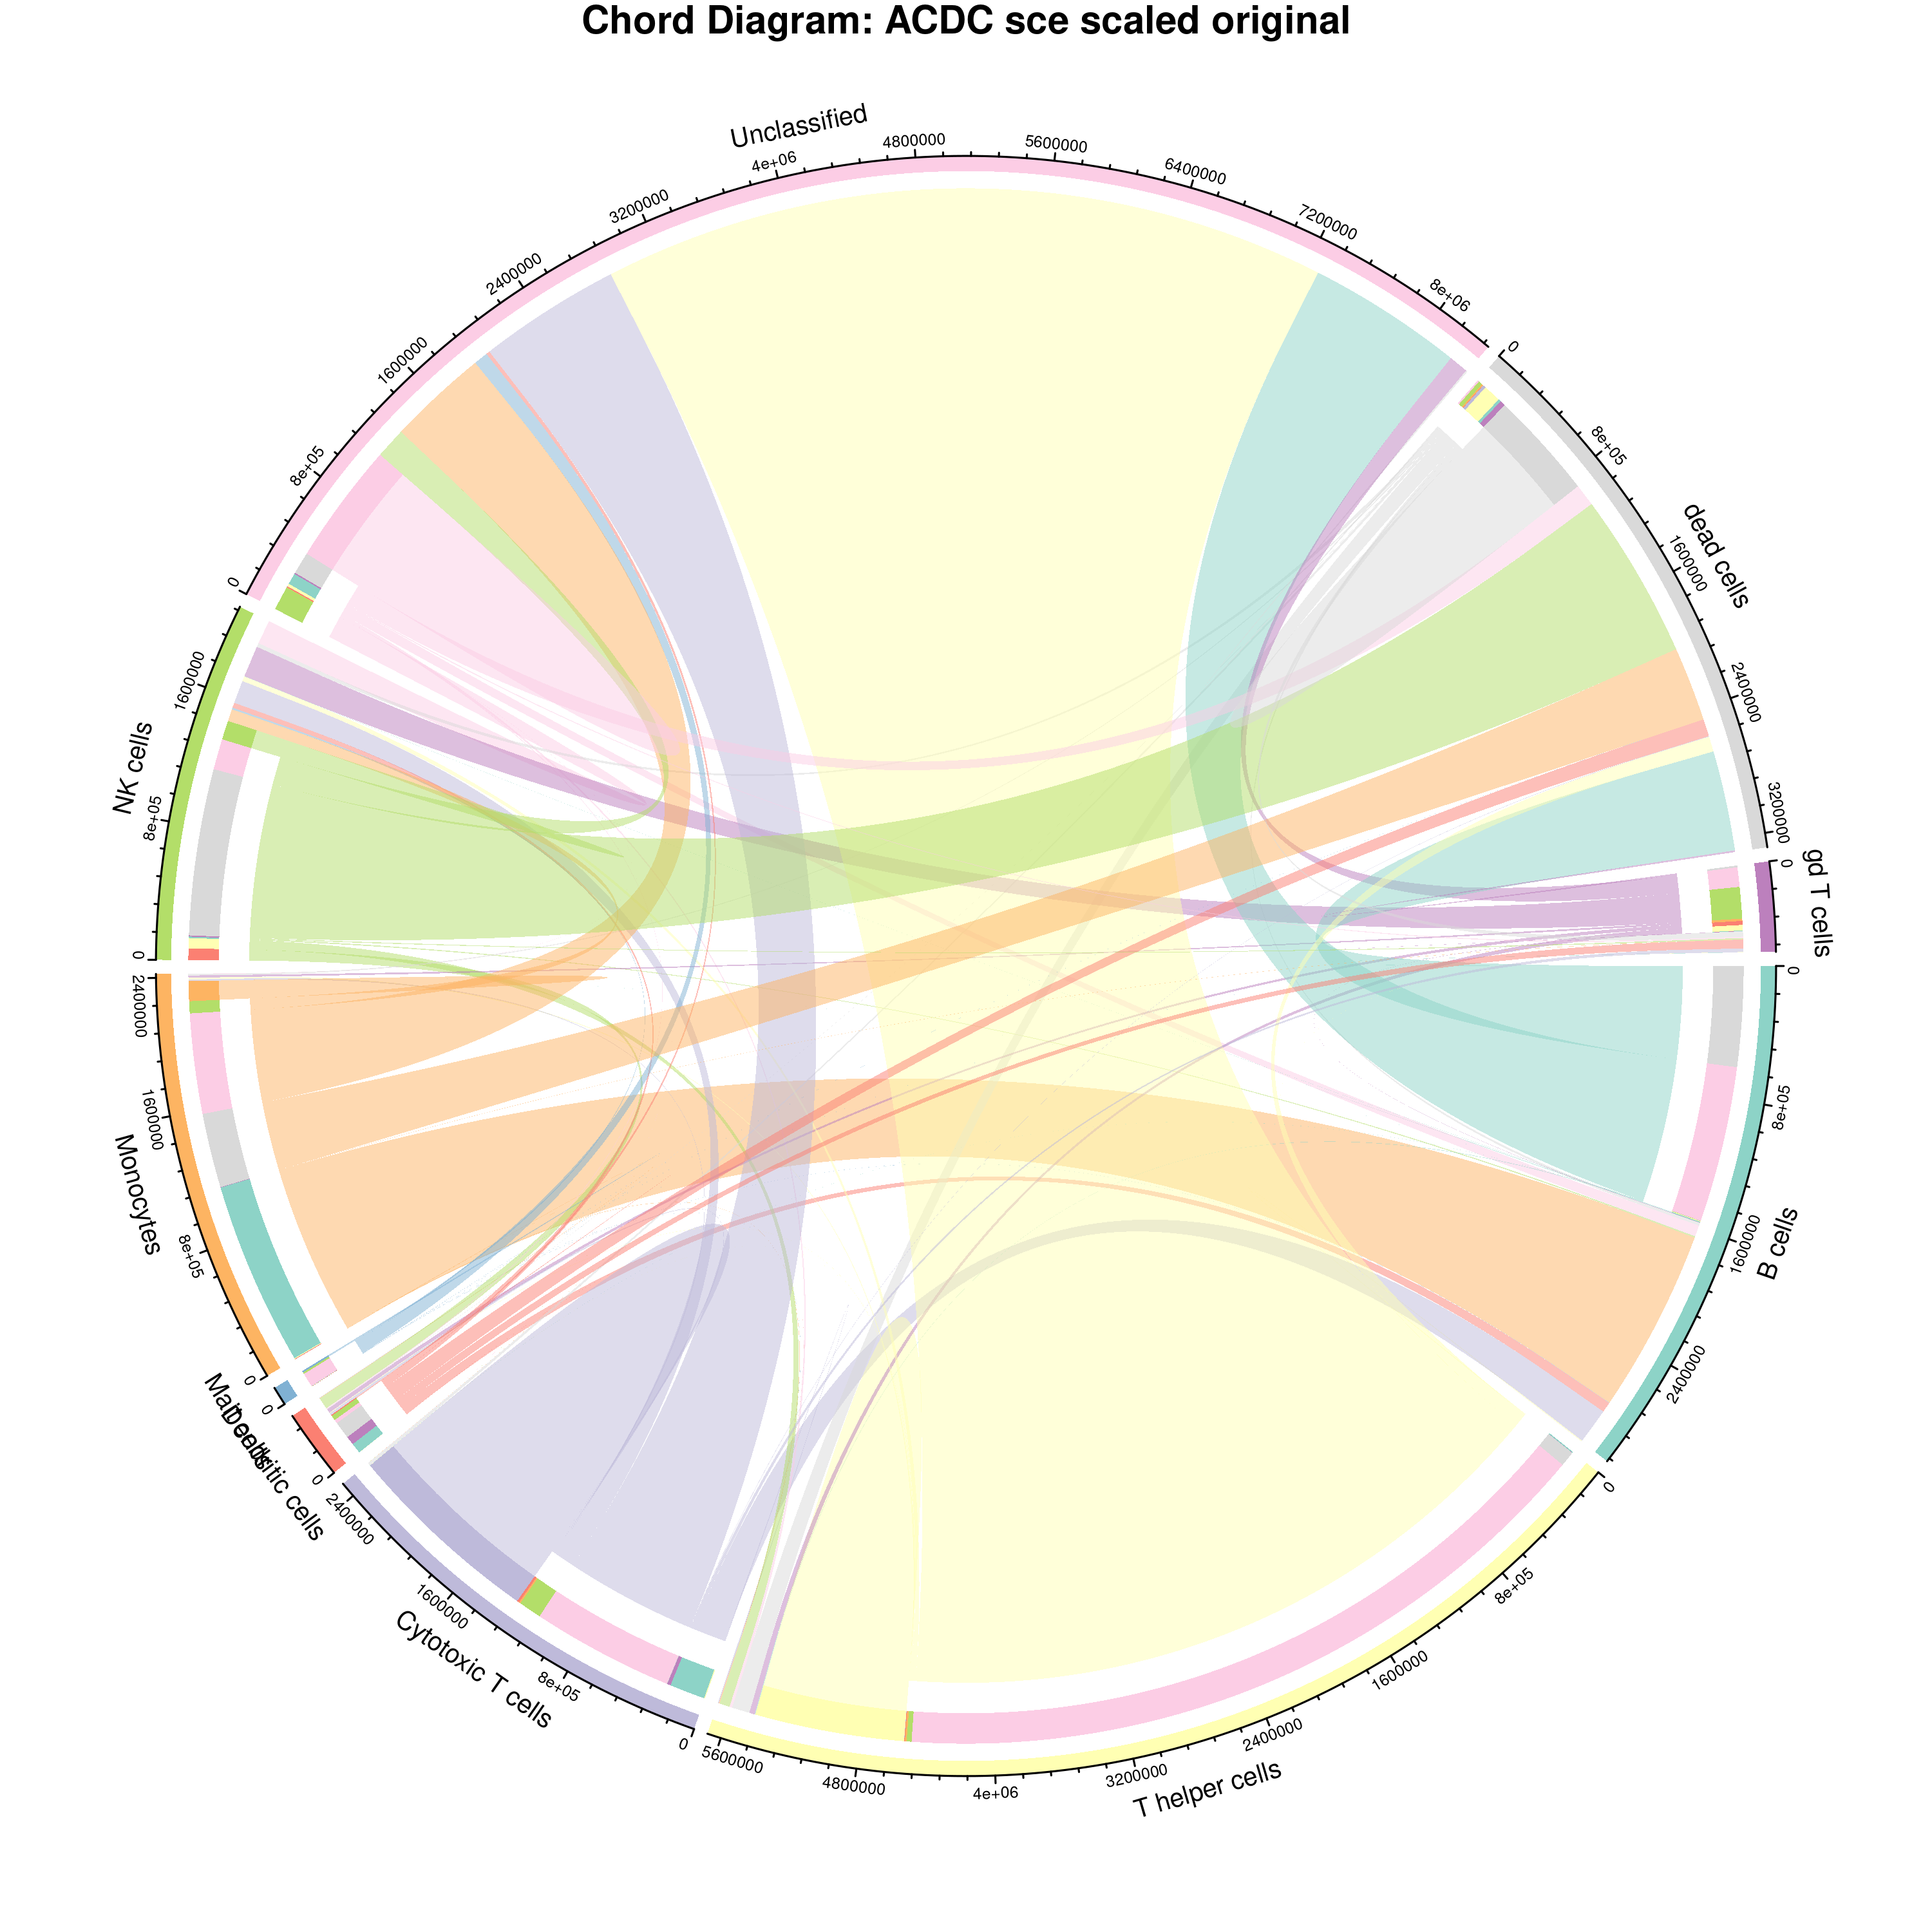 Chord Diagram: ACDC sce scaled original
Unclassified
0
8e+05
1600000
2400000
3200000
4e+06
4800000
5600000
6400000
7200000
8e+06
dead cells
0
8e+05
1600000
2400000
3200000
gd T cells
0
B cells
0
8e+05
1600000
2400000
T helper cells
0
8e+05
1600000
2400000
3200000
4e+06
4800000
5600000
Cytotoxic T cells
0
8e+05
1600000
2400000
Dendritic cells
0
0
Monocytes
0
8e+05
1600000
2400000
NK cells
0
8e+05
1600000